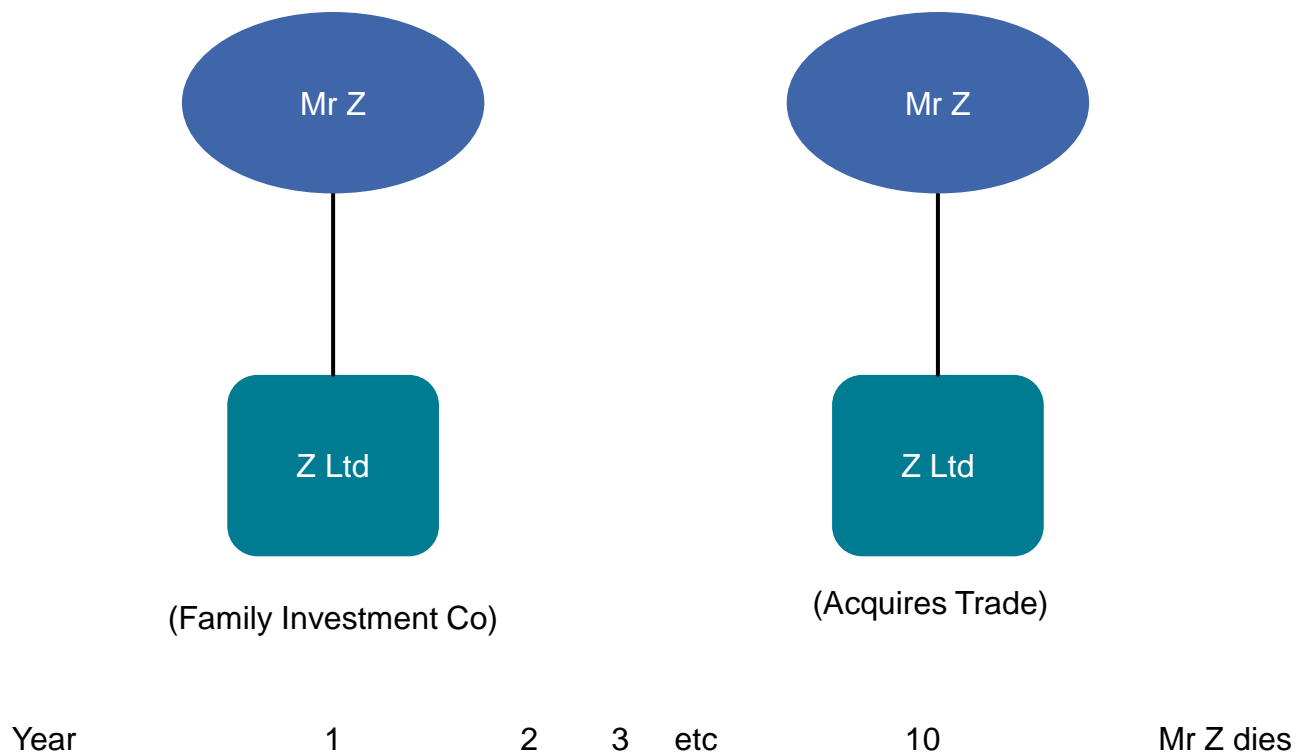 Mr Z
Mr Z
Z Ltd
Z Ltd
(Family Investment Co)
(Acquires Trade)
Year 1 2 3 etc 10 Mr Z dies